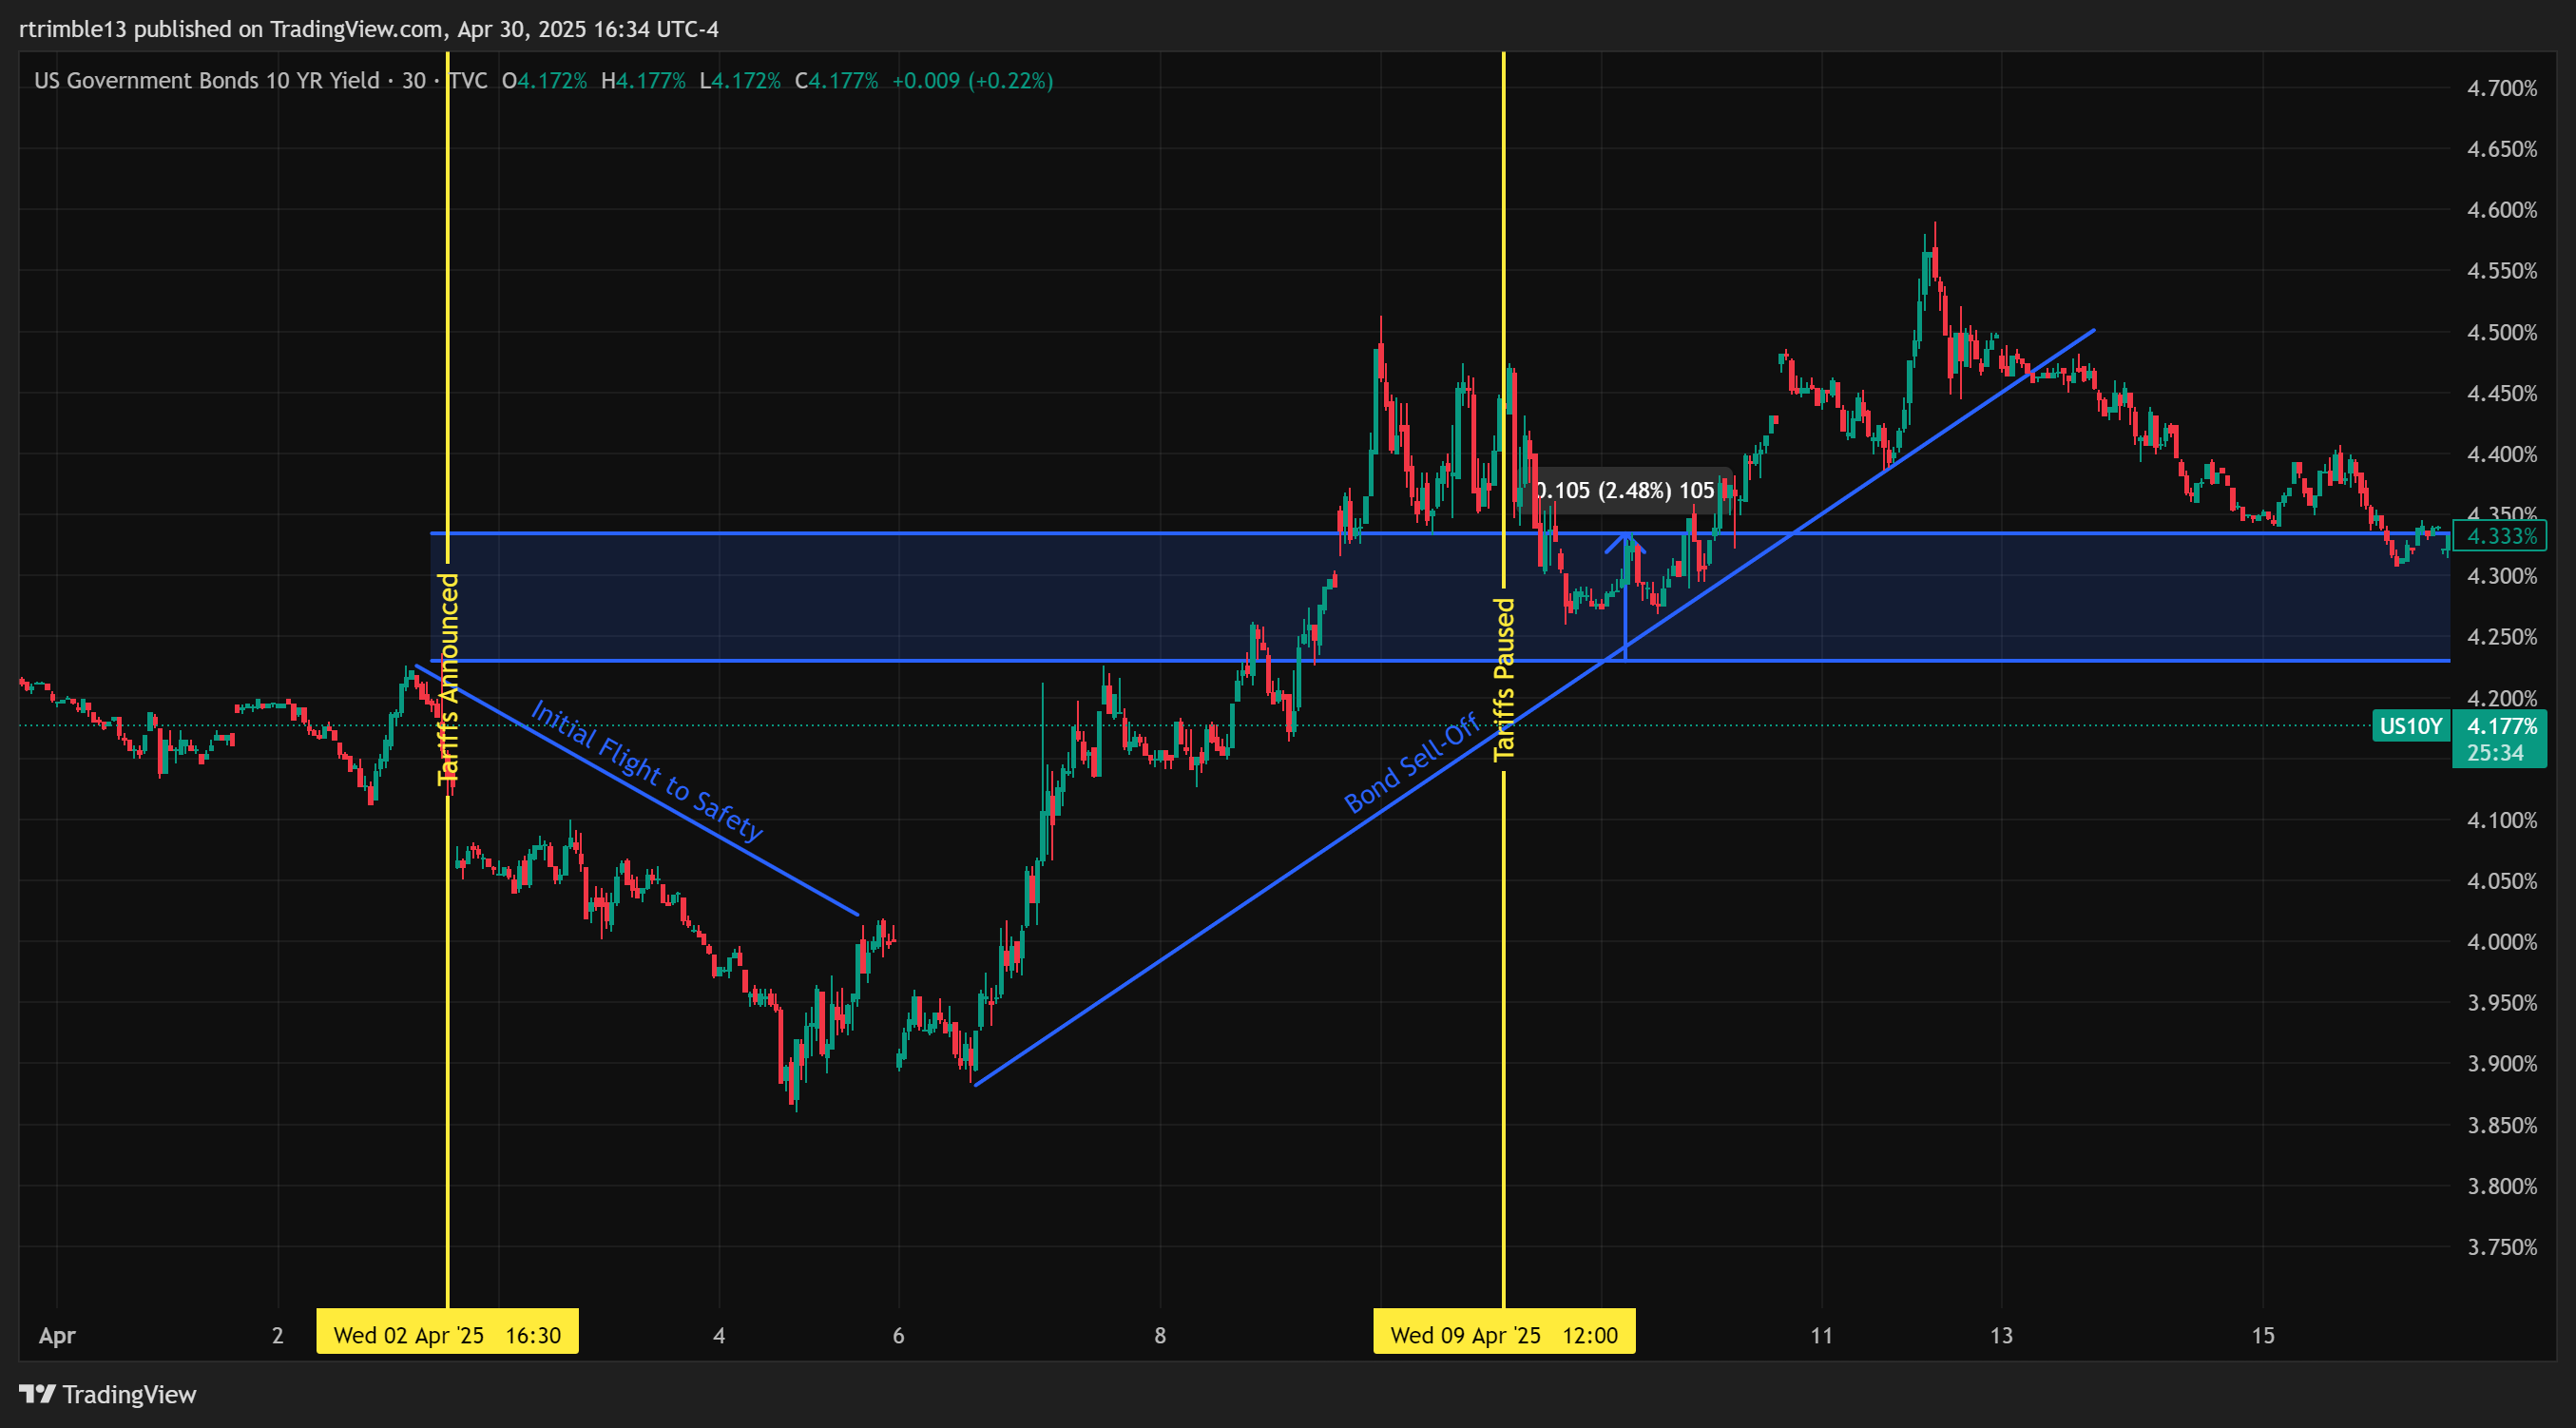 rtrimble13 published on TradingView.com, Apr 30, 2025 16:34 UTC-4
US Government Bonds 10 YR Yield · 30 · TVC O4.172% H4.177% L4.172% C4.177% +0.009 (+0.22%)
4.700%
4.650%
4.600%
4.550%
4.500%
4.450%
4.400%
4.350%
4.333%
4.300%
4.250%
4.200%
US10Y 4.177%
25:34
4.100%
4.050%
4.000%
3.950%
3.900%
3.850%
3.800%
3.750%
0.105 (2.48%) 105
Tariffs Announced
Initial Flight to Safety
Bond Sell-Off
Tariffs Paused
Apr 2 Wed 02 Apr '25 16:30 4 6 8 Wed 09 Apr '25 12:00 11 13 15
TradingView